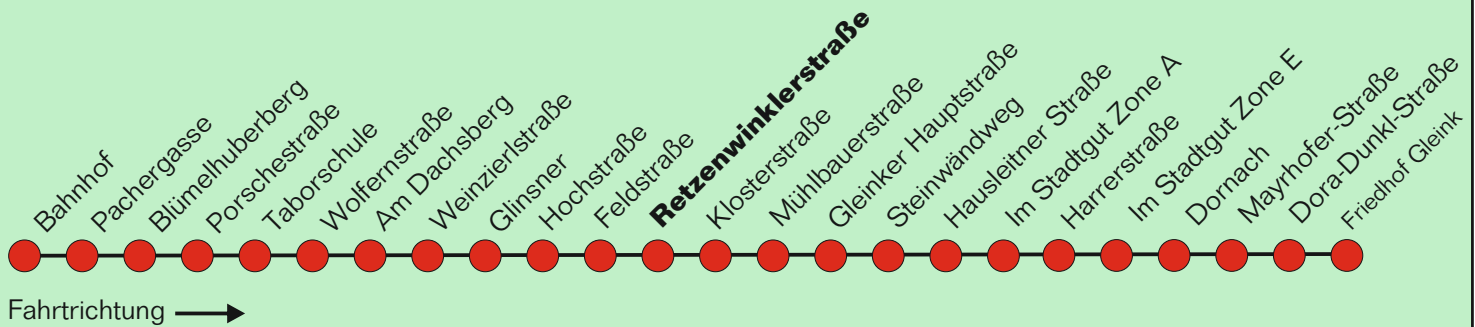 Bahnhof
Pachergasse
Blümelhuberberg
Porschestraße
Taborschule
Wolfernstraße
Am Dachsberg
Weinzierlstraße
Glinsner
Hochstraße
Feldstraße
Retzenwinklerstraße
Klosterstraße
Mühlbauerstraße
Gleinker Hauptstraße
Steinwändweg
Hausleitner Straße
Im Stadtgut Zone A
Harrerstraße
Im Stadtgut Zone E
Dornach
Mayrhofer-Straße
Dora-Dunkl-Straße
Friedhof Gleink
Fahrtrichtung